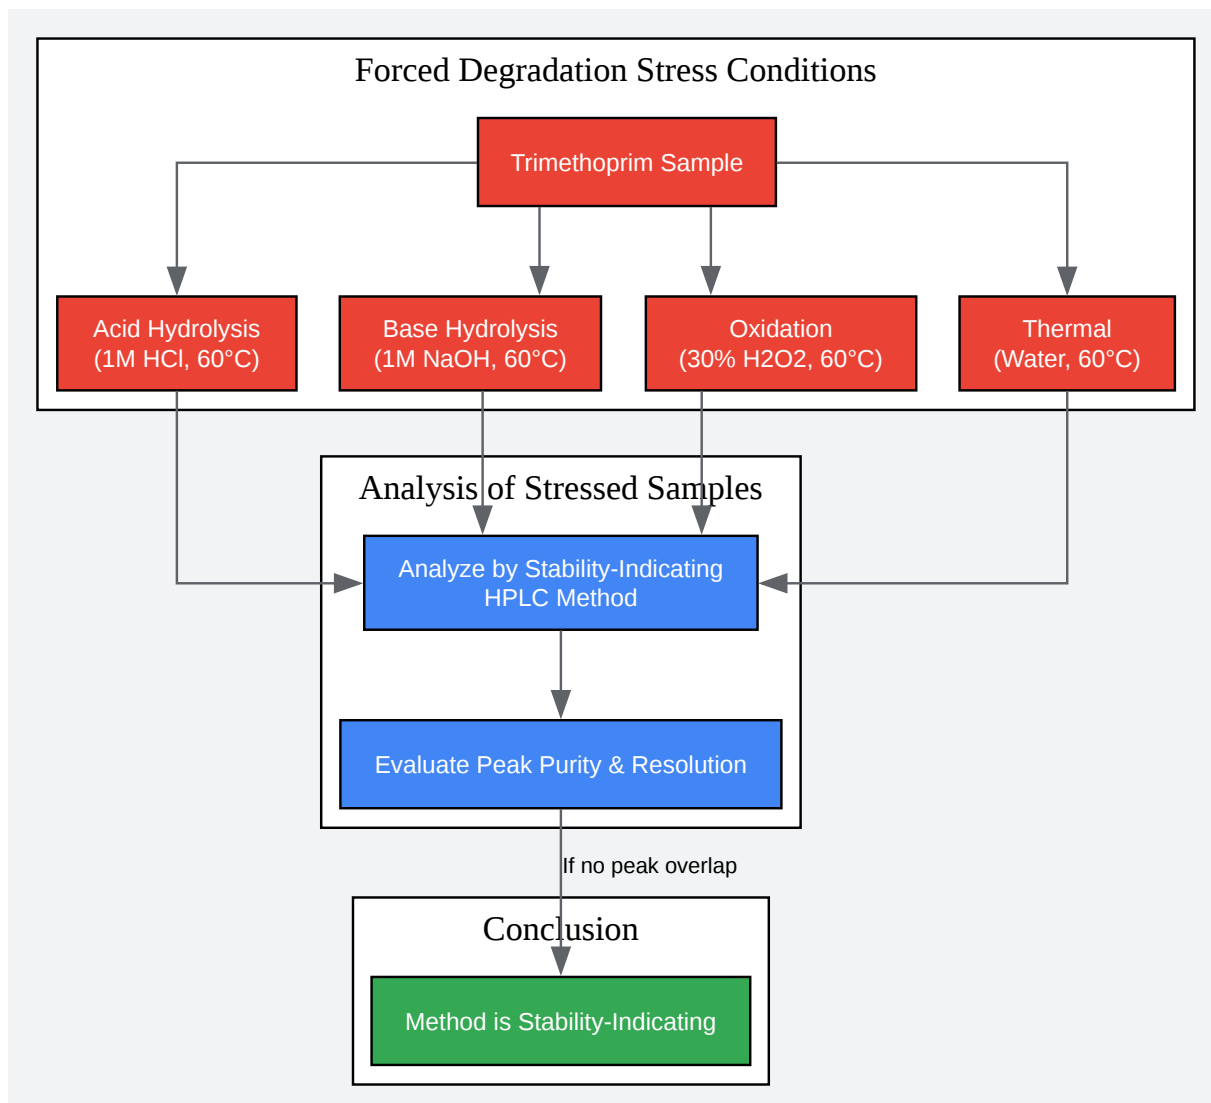 Forced Degradation Stress Conditions
Trimethoprim Sample
Acid Hydrolysis
(1M HCl, 60°C)
Base Hydrolysis
(1M NaOH, 60°C)
Oxidation
(30% H2O2, 60°C)
Thermal
(Water, 60°C)
Analysis of Stressed Samples
Analyze by Stability-Indicating
HPLC Method
Evaluate Peak Purity & Resolution
If no peak overlap
Conclusion
Method is Stability-Indicating